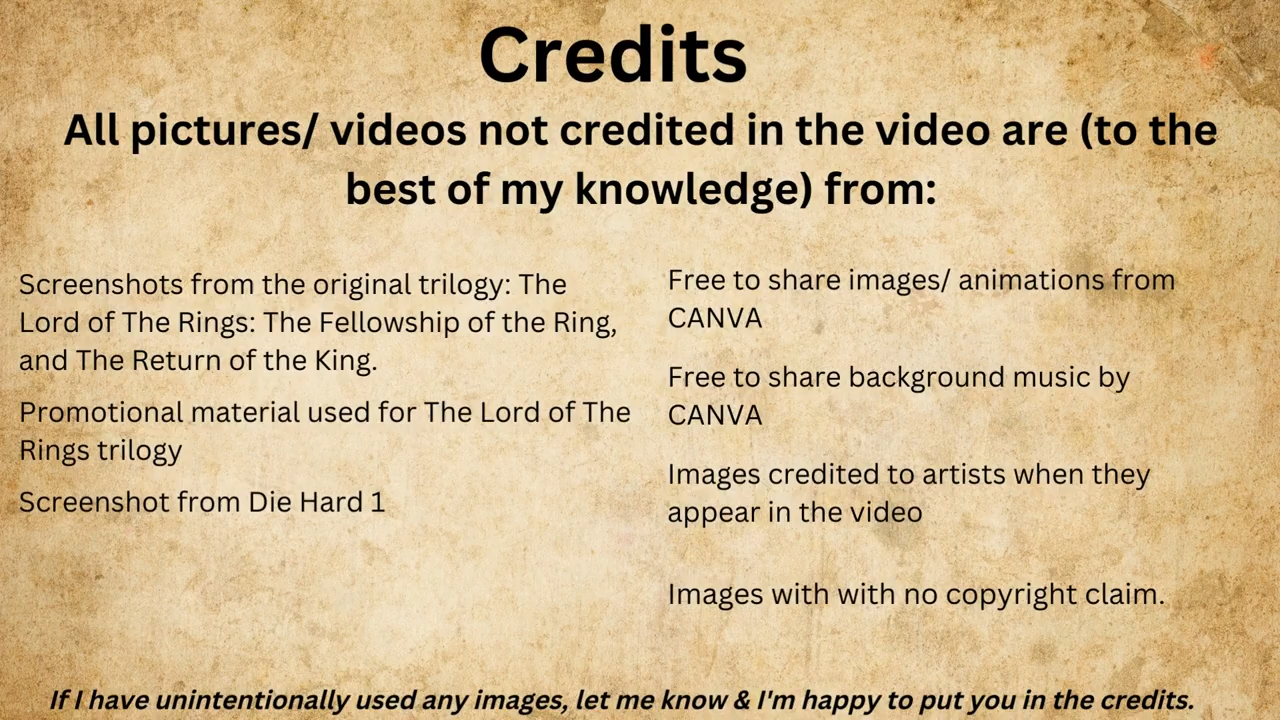 Credits
All pictures/ videos not credited in the video are (to the
best of my knowledge) from:
Screenshots from the original trilogy: The
Lord of The Rings: The Fellowship of the Ring,
and The Return of the King.
Promotional material used for The Lord of The
Rings trilogy
Screenshot from Die Hard 1
Free to share images/ animations from
CANVA
Free to share background music by
CANVA
Images credited to artists when they
appear in the video
Images with with no copyright claim.
If I have unintentionally used any images, let me know & I'm happy to put you in the credits.